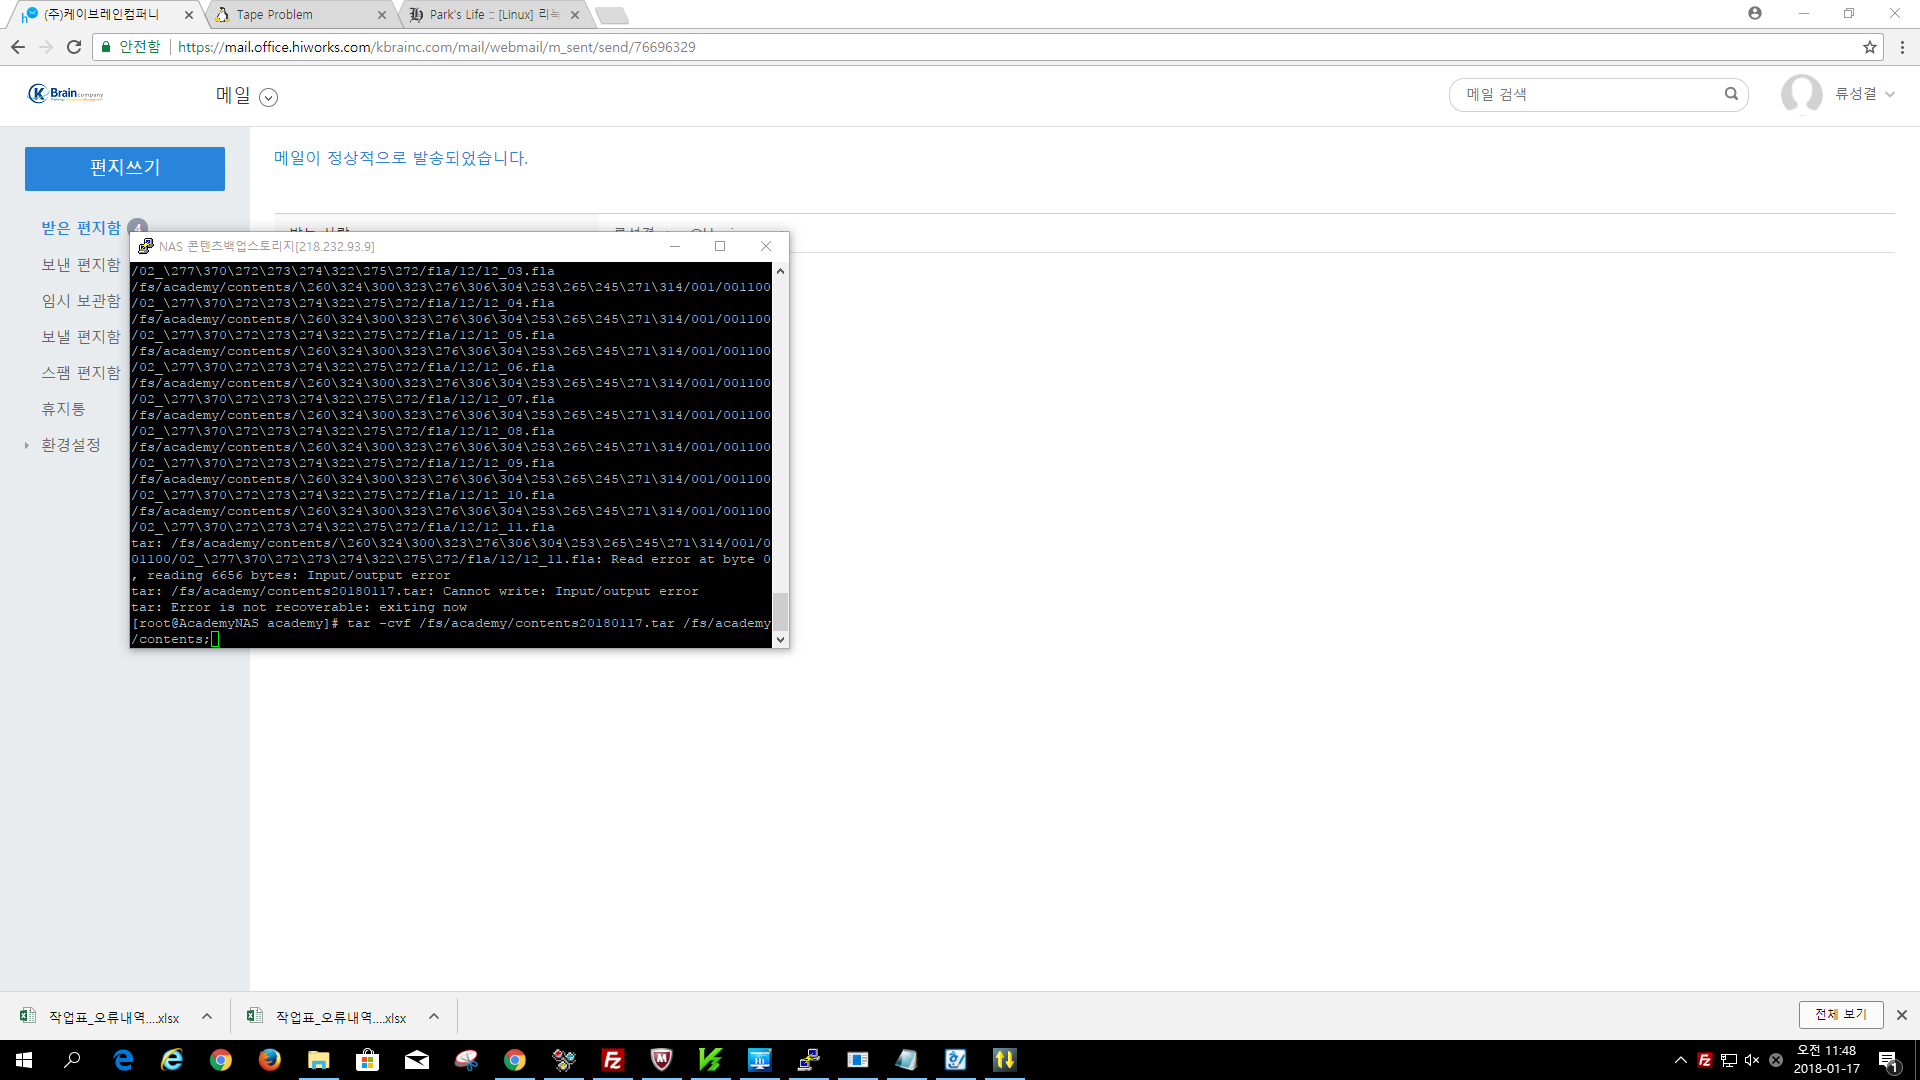 (주)케이브레인컴퍼니
Tape Problem
Park's Life :: [Linux] 리눅
안전함
https://mail.office.hiworks.com/kbrainc.com/mail/webmail/m_sent/send/76696329
K Brain company
메일
메일 검색
류성결
편지쓰기
메일이 정상적으로 발송되었습니다.
받은 편지함 4
보낸 편지함
임시 보관함
보낼 편지함
스팸 편지함
휴지통
환경설정
NAS 콘텐츠백업스토리지[218.232.93.9]
/02_\277\370\272\273\274\322\275\272/fla/12/12_03.fla
/fs/academy/contents/\260\324\300\323\276\306\304\253\265\245\271\314/001/001100
/02_\277\370\272\273\274\322\275\272/fla/12/12_04.fla
/fs/academy/contents/\260\324\300\323\276\306\304\253\265\245\271\314/001/001100
/02_\277\370\272\273\274\322\275\272/fla/12/12_05.fla
/fs/academy/contents/\260\324\300\323\276\306\304\253\265\245\271\314/001/001100
/02_\277\370\272\273\274\322\275\272/fla/12/12_06.fla
/fs/academy/contents/\260\324\300\323\276\306\304\253\265\245\271\314/001/001100
/02_\277\370\272\273\274\322\275\272/fla/12/12_07.fla
/fs/academy/contents/\260\324\300\323\276\306\304\253\265\245\271\314/001/001100
/02_\277\370\272\273\274\322\275\272/fla/12/12_08.fla
/fs/academy/contents/\260\324\300\323\276\306\304\253\265\245\271\314/001/001100
/02_\277\370\272\273\274\322\275\272/fla/12/12_09.fla
/fs/academy/contents/\260\324\300\323\276\306\304\253\265\245\271\314/001/001100
/02_\277\370\272\273\274\322\275\272/fla/12/12_10.fla
/fs/academy/contents/\260\324\300\323\276\306\304\253\265\245\271\314/001/001100
/02_\277\370\272\273\274\322\275\272/fla/12/12_11.fla
tar: /fs/academy/contents/\260\324\300\323\276\306\304\253\265\245\271\314/001/0
01100/02_\277\370\272\273\274\322\275\272/fla/12/12_11.fla: Read error at byte 0
, reading 6656 bytes: Input/output error
tar: /fs/academy/contents20180117.tar: Cannot write: Input/output error
tar: Error is not recoverable: exiting now
[root@AcademyNAS academy]# tar -cvf /fs/academy/contents20180117.tar /fs/academy
/contents;
작업표_오류내역....xlsx
작업표_오류내역....xlsx
전체 보기
오전 11:48
2018-01-17
1